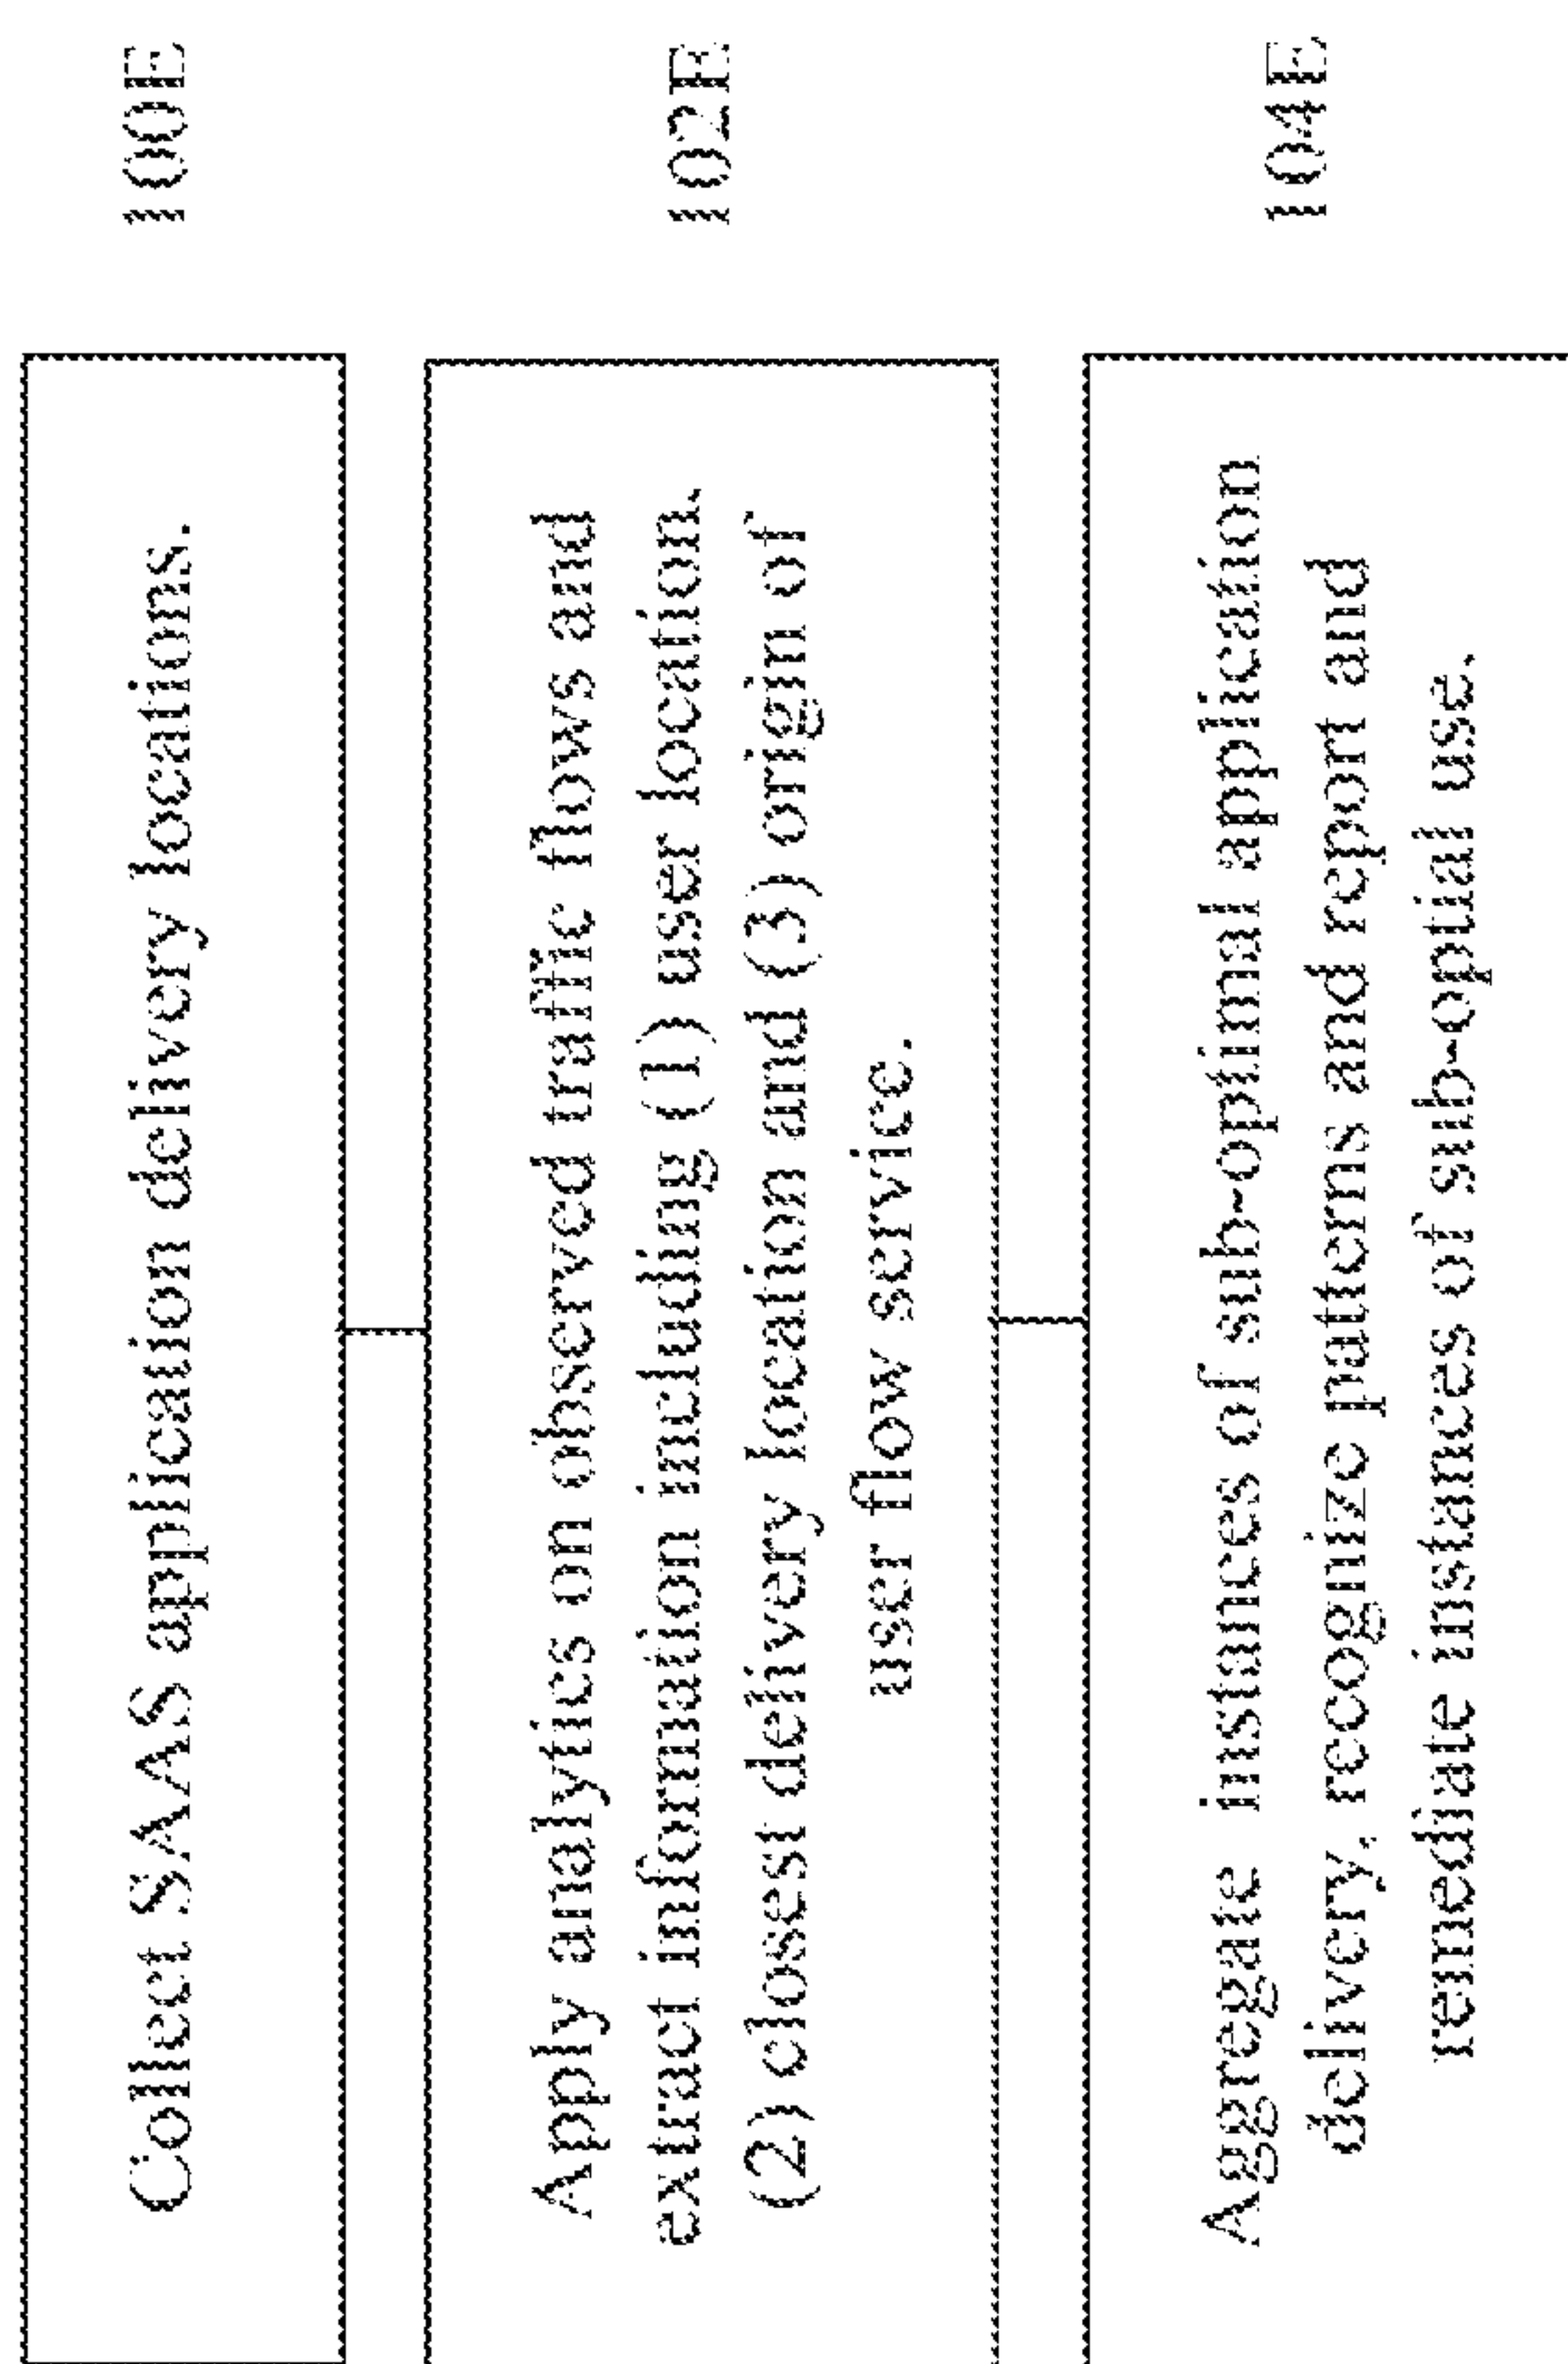 Collect SAAS application delivery locations.
100E
Apply analytics on observed traffic flows and
extract information including (1) user location,
(2) closest delivery location and (3) origin of
user flow service.
102E
Aggregate instances of sub-optimal application
delivery, recognize patterns and report and
remediate instances of sub-optial use.
104E